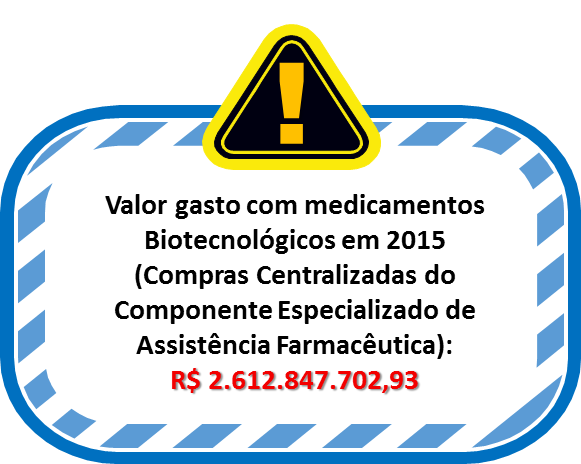 Valor gasto com medicamentos
Biotecnológicos em 2015
(Compras Centralizadas do
Componente Especializado de
Assistência Farmacêutica):
R$ 2.612.847.702,93